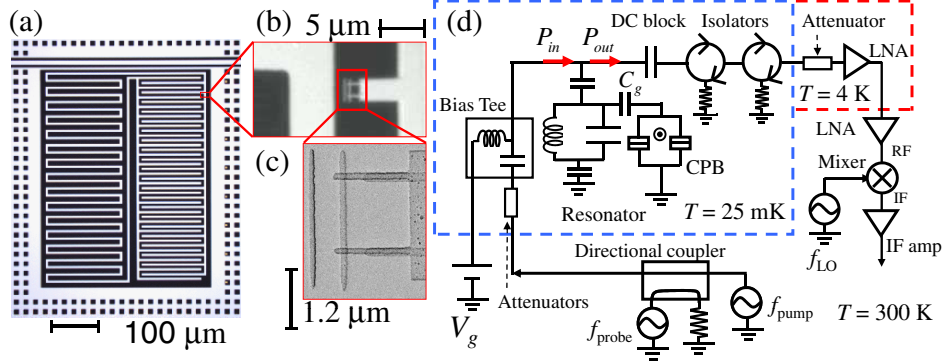 (a)
100 μm
(b)
5 μm
(c)
1.2 μm
(d)
DC block
Isolators
Attenuator
P_in
P_out
LNA
C_g
T = 4 K
Bias Tee
LNA
RF
CPB
Mixer
IF
Resonator
T = 25 mK
f_LO
IF amp
Directional coupler
Attenuators
V_g
f_probe
f_pump
T = 300 K